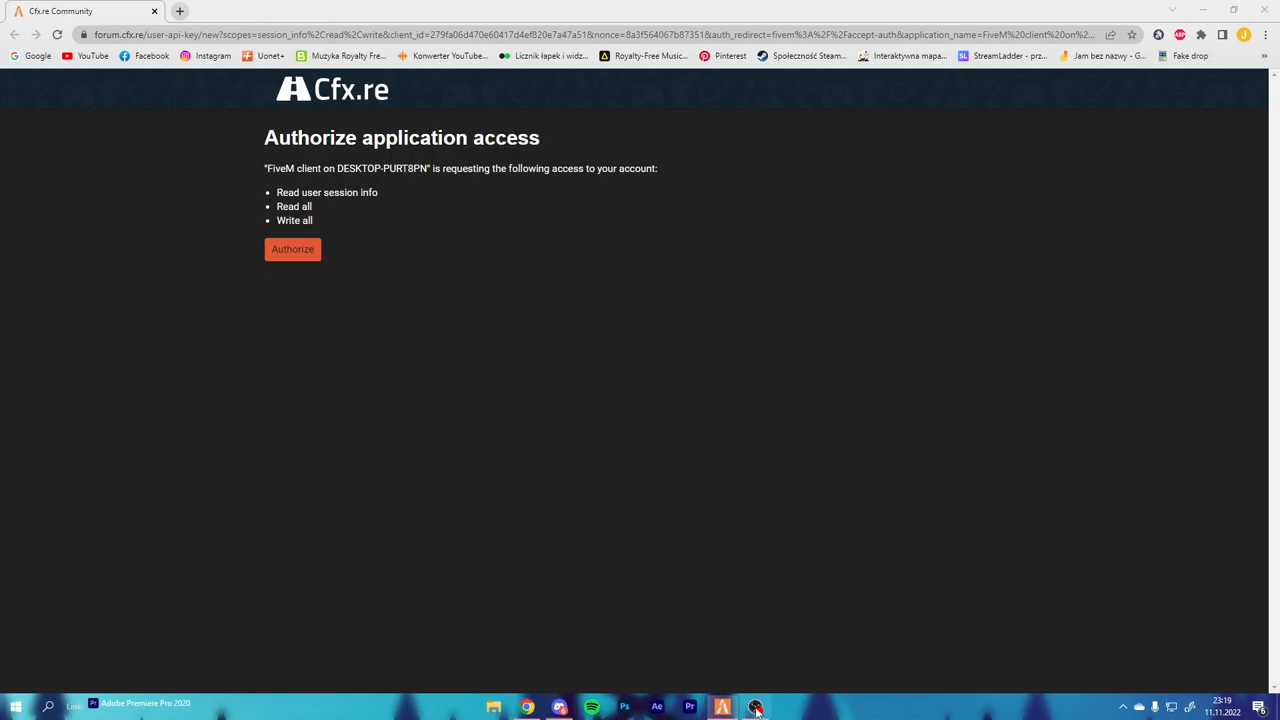 Cfx.re Community
forum.cfx.re/user-api-key/new?scopes=session_info%2Cread%2Cwrite&client_id=279fa06d470e60417d4ef820e7a47a51&nonce=8a3f564067b87351&auth_redirect=fivem%3A%2F%2Faccept-auth&application_name=FiveM%20client%20on%2...
Google YouTube Facebook Instagram Uonet+ Muzyka Royalty Fre... Konwerter YouTube... Licznik łapek i widz... Royalty-Free Music... Pinterest Społeczność Steam... Interaktywna mapa... StreamLadder - prz... Jam bez nazwy - G... Fake drop
Cfx.re
Authorize application access
"FiveM client on DESKTOP-PURT8PN" is requesting the following access to your account:
Read user session info
Read all
Write all
Authorize
Adobe Premiere Pro 2020
23:19
11.11.2022